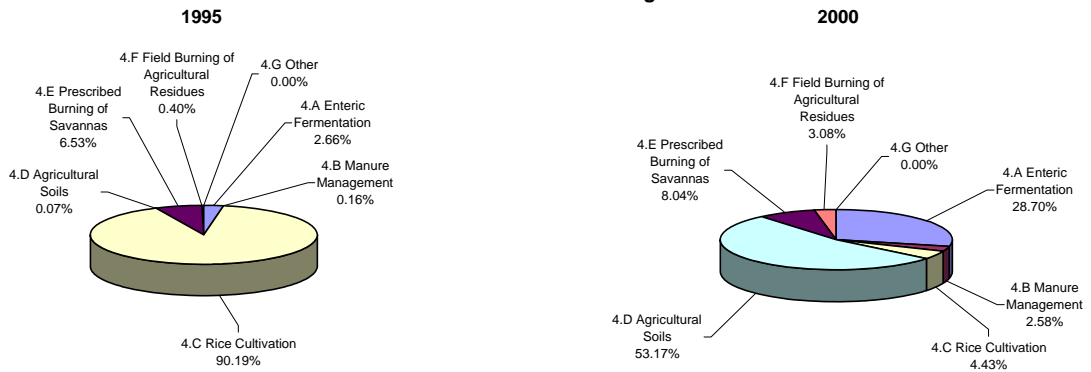 1995
4.F Field Burning of
Agricultural
Residues
0.40%
4.G Other
0.00%
4.E Prescribed
Burning of
Savannas
6.53%
4.A Enteric
Fermentation
2.66%
4.D Agricultural
Soils
0.07%
4.B Manure
Management
0.16%
4.C Rice Cultivation
90.19%
2000
4.F Field Burning of
Agricultural
Residues
3.08%
4.E Prescribed
Burning of
Savannas
8.04%
4.G Other
0.00%
4.A Enteric
Fermentation
28.70%
4.B Manure
Management
2.58%
4.D Agricultural
Soils
53.17%
4.C Rice Cultivation
4.43%